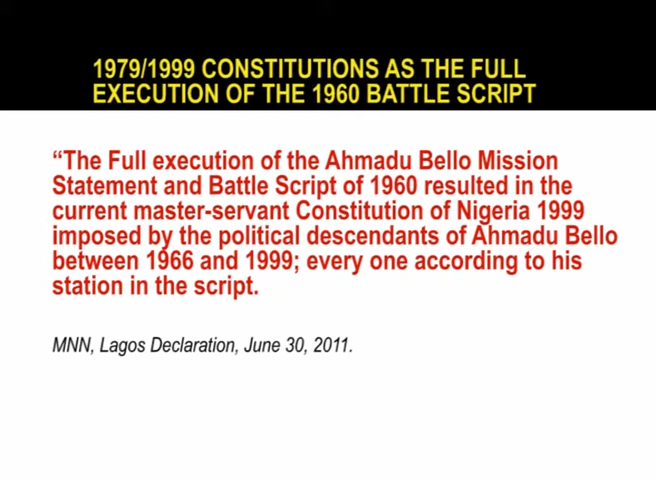 1979/1999 CONSTITUTIONS AS THE FULL
EXECUTION OF THE 1960 BATTLE SCRIPT
“The Full execution of the Ahmadu Bello Mission
Statement and Battle Script of 1960 resulted in the
current master-servant Constitution of Nigeria 1999
imposed by the political descendants of Ahmadu Bello
between 1966 and 1999; every one according to his
station in the script.
MNN, Lagos Declaration, June 30, 2011.